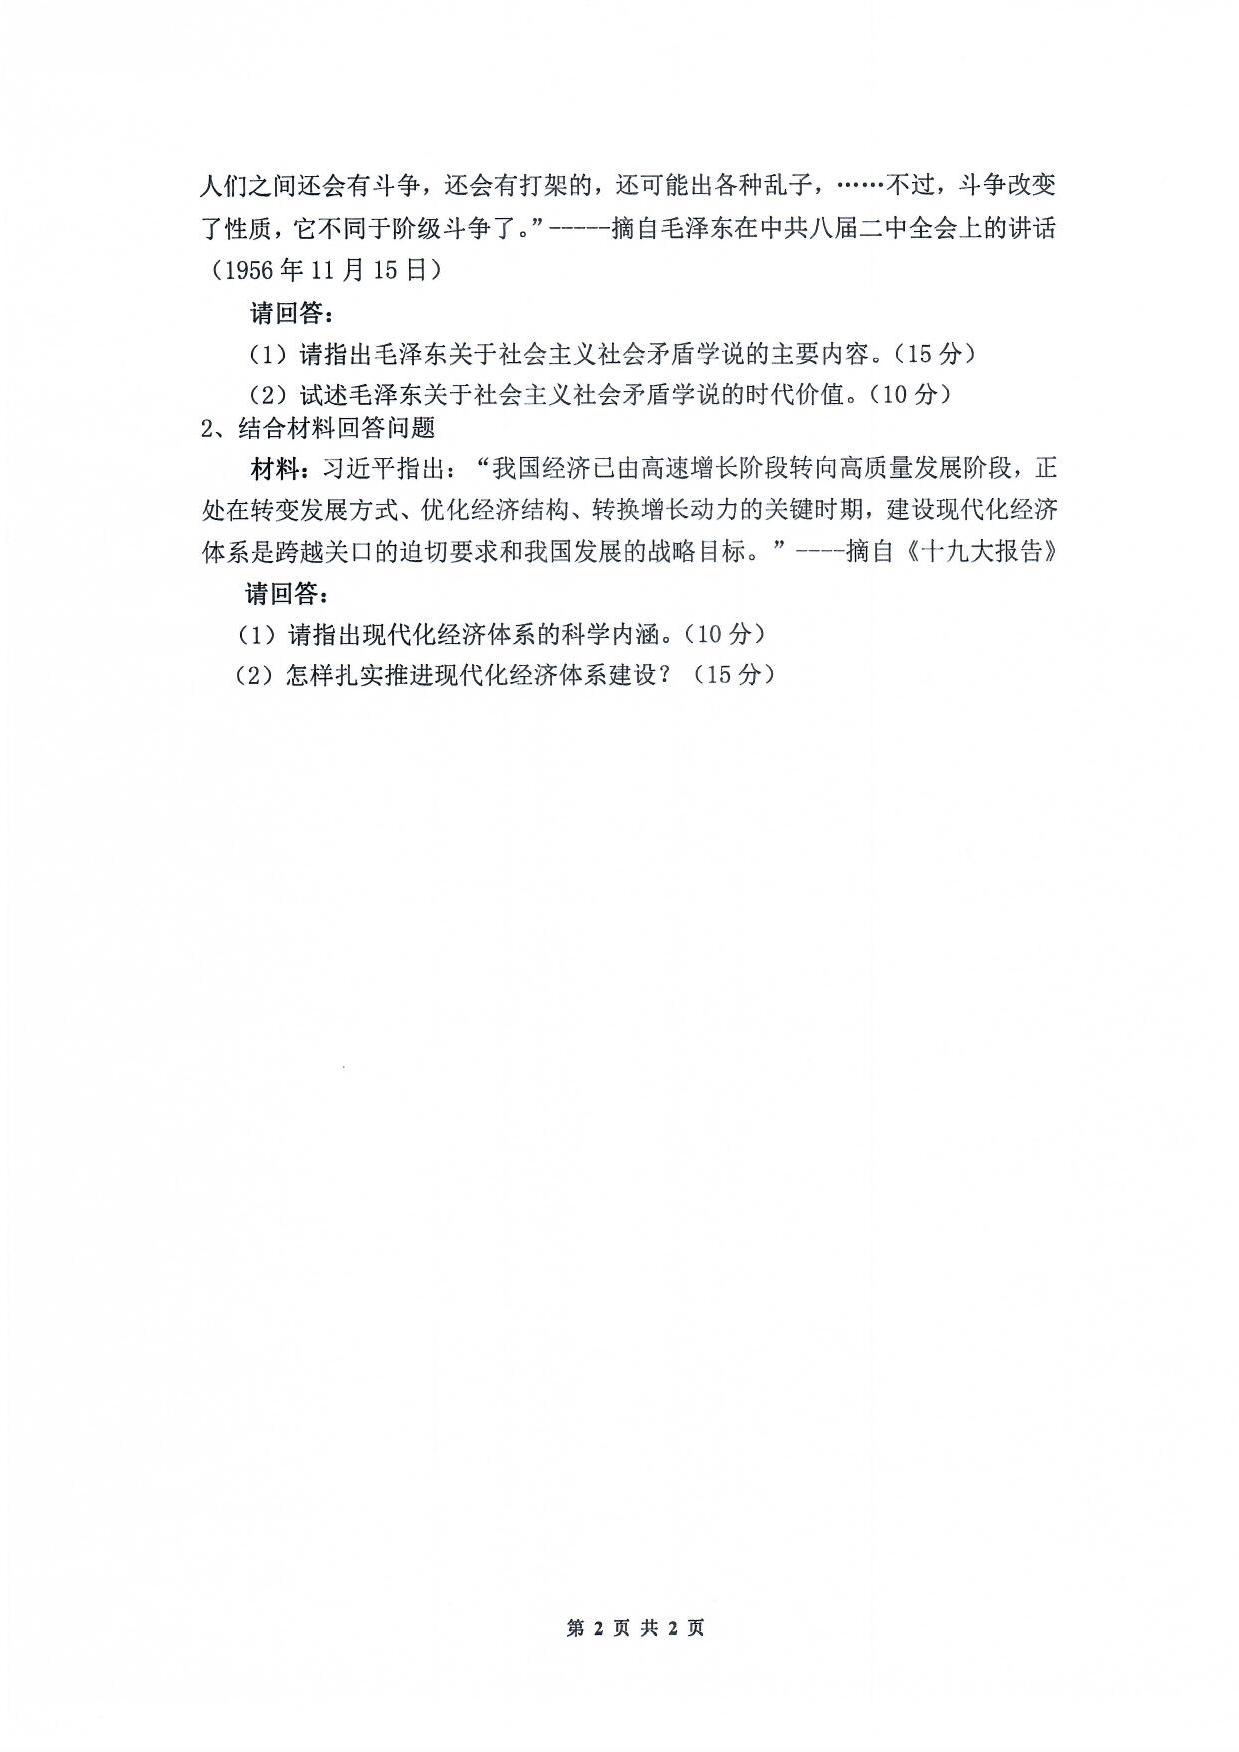 人们之间还会有斗争，还会有打架的，还可能出各种乱子，……不过，斗争改变
了性质，它不同于阶级斗争了。”-----摘自毛泽东在中共八届二中全会上的讲话
（1956 年 11 月 15 日）
请回答：
（1）请指出毛泽东关于社会主义社会矛盾学说的主要内容。（15 分）
（2）试述毛泽东关于社会主义社会矛盾学说的时代价值。（10 分）
2、结合材料回答问题
材料：习近平指出：“我国经济已由高速增长阶段转向高质量发展阶段，正
处在转变发展方式、优化经济结构、转换增长动力的关键时期，建设现代化经济
体系是跨越关口的迫切要求和我国发展的战略目标。”----摘自《十九大报告》
请回答：
（1）请指出现代化经济体系的科学内涵。（10 分）
（2）怎样扎实推进现代化经济体系建设？（15 分）
第 2 页 共 2 页